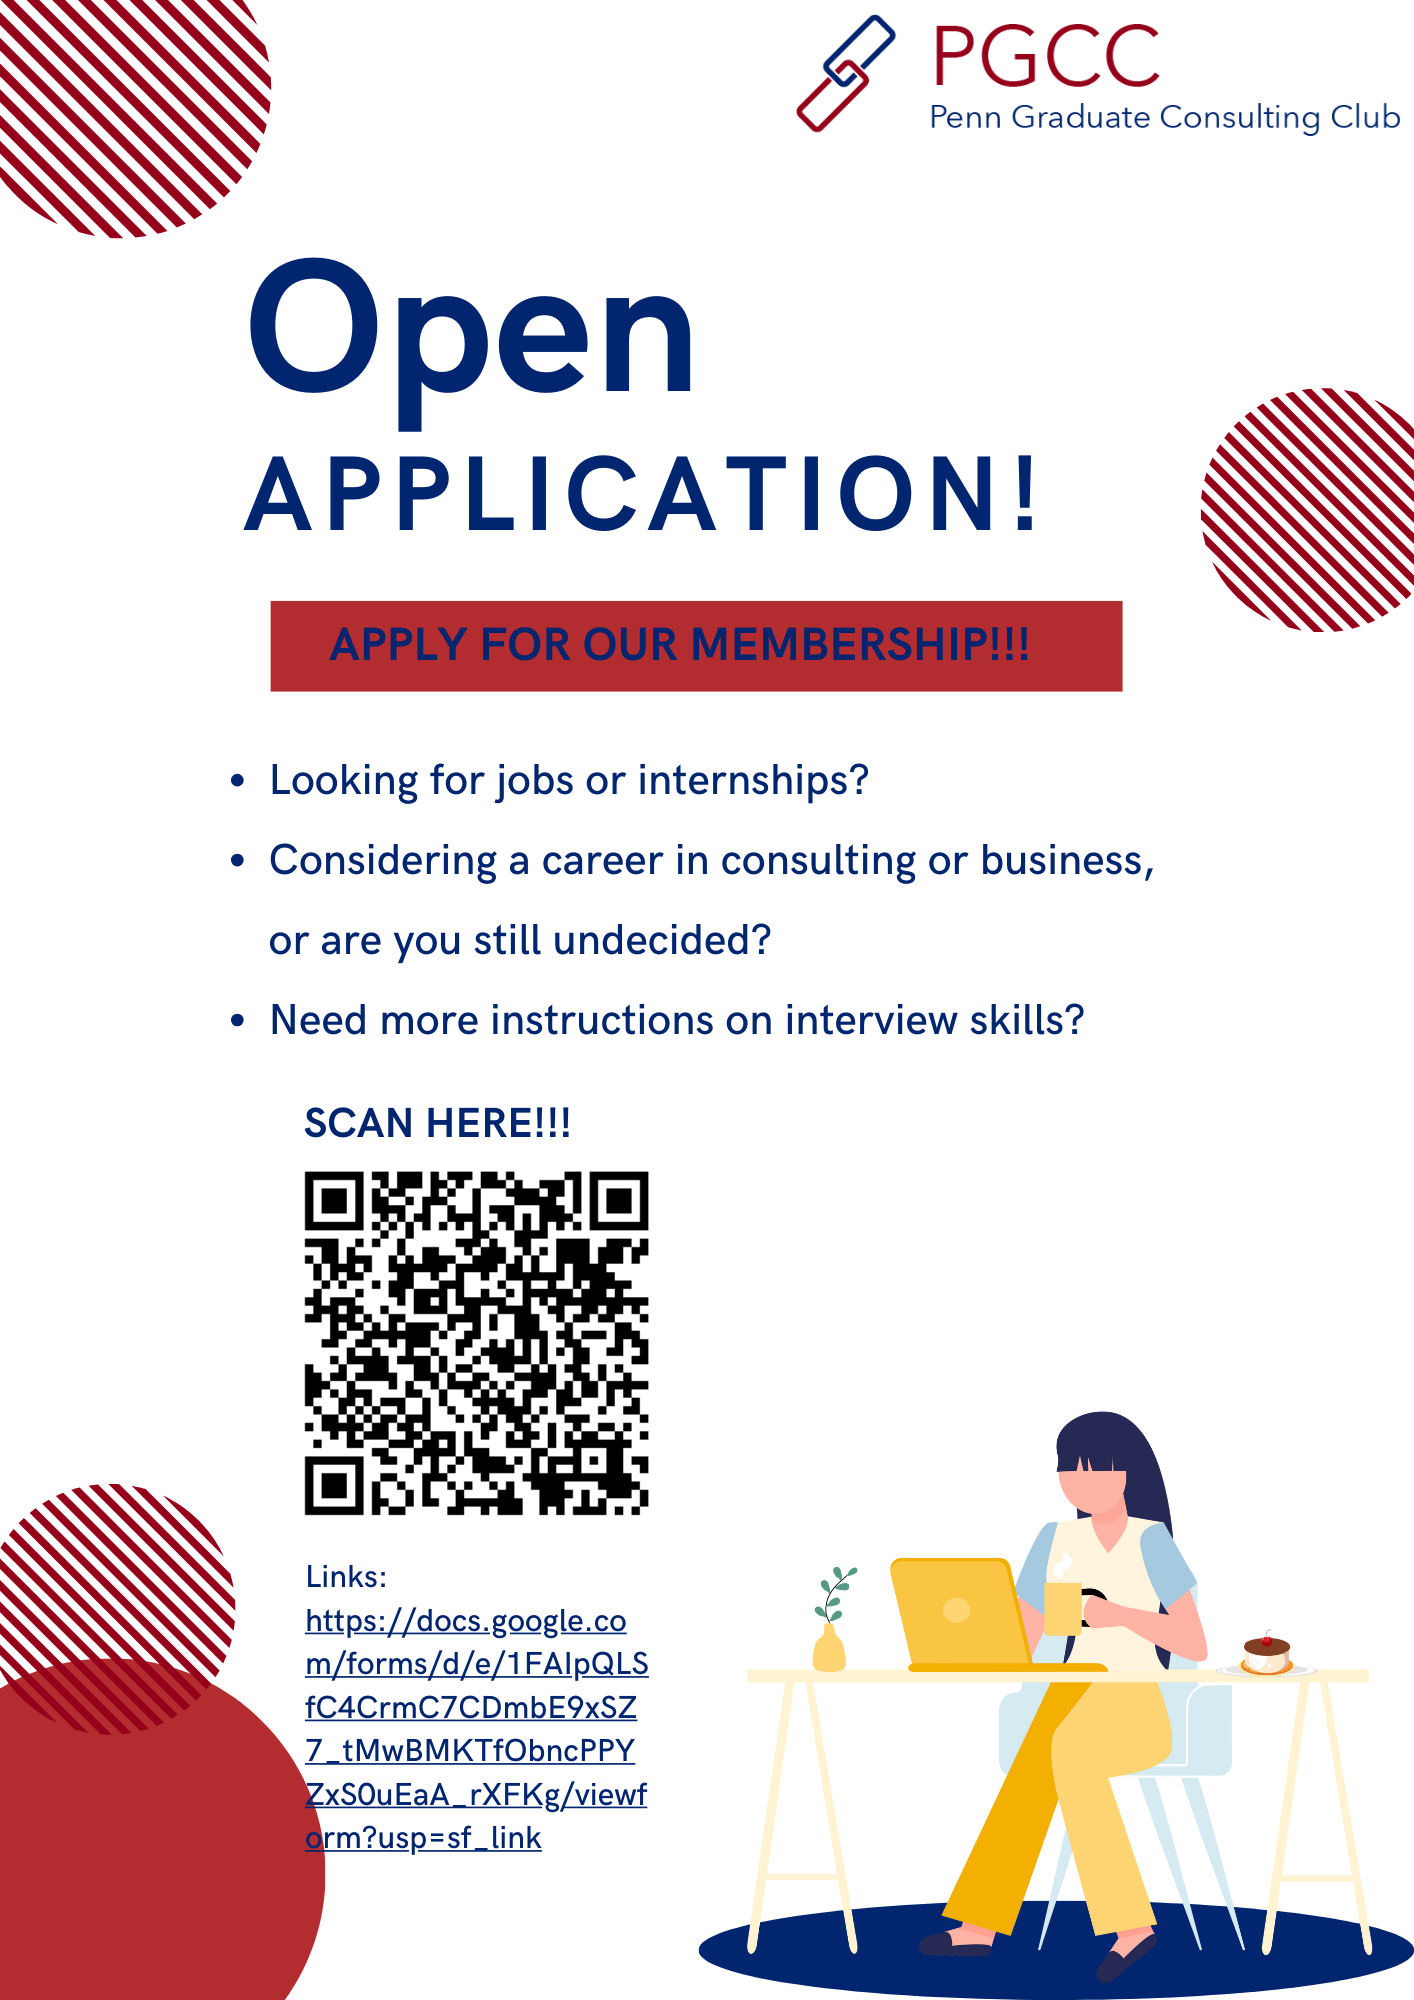 PGCC
Penn Graduate Consulting Club
Open
APPLICATION!
APPLY FOR OUR MEMBERSHIP!!!
• Looking for jobs or internships?
• Considering a career in consulting or business,
or are you still undecided?
• Need more instructions on interview skills?
SCAN HERE!!!
Links:
https://docs.google.co
m/forms/d/e/1FAIpQLS
fC4CrmC7CDmbE9xSZ
7_tMwBMKTfObncPPY
ZxS0uEaA_rXFKg/viewf
orm?usp=sf_link